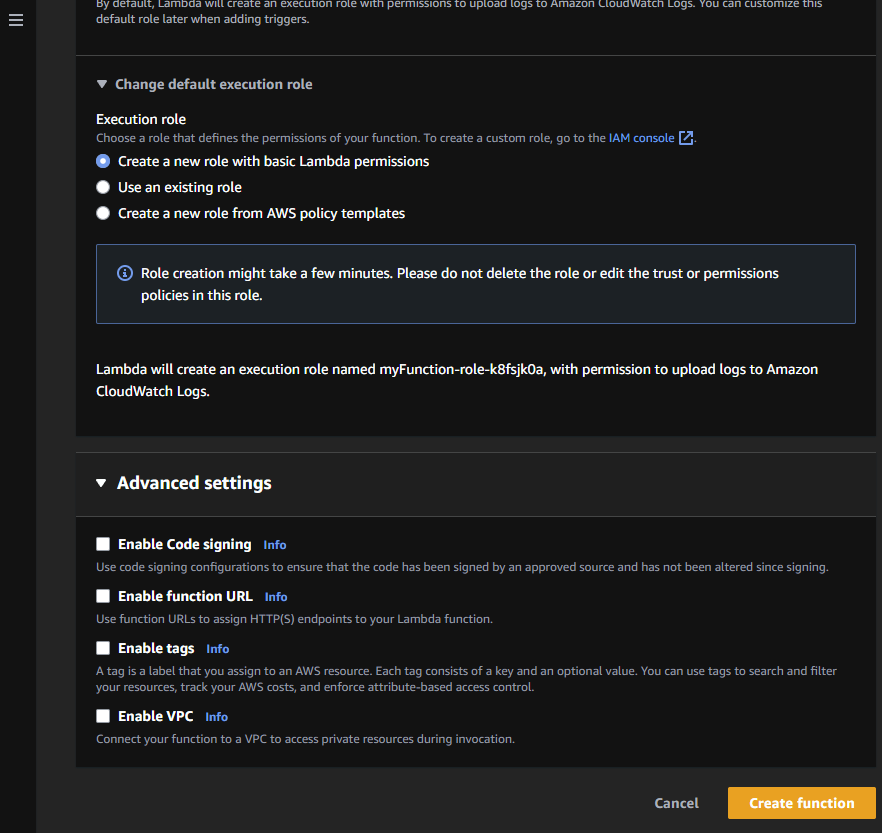 By default, Lambda will create an execution role with permissions to upload logs to Amazon CloudWatch Logs. You can customize this
default role later when adding triggers.
Change default execution role
Execution role
Choose a role that defines the permissions of your function. To create a custom role, go to the IAM console.
Create a new role with basic Lambda permissions
Use an existing role
Create a new role from AWS policy templates
Role creation might take a few minutes. Please do not delete the role or edit the trust or permissions
policies in this role.
Lambda will create an execution role named myFunction-role-k8fsjk0a, with permission to upload logs to Amazon
CloudWatch Logs.
Advanced settings
Enable Code signing Info
Use code signing configurations to ensure that the code has been signed by an approved source and has not been altered since signing.
Enable function URL Info
Use function URLs to assign HTTP(S) endpoints to your Lambda function.
Enable tags Info
A tag is a label that you assign to an AWS resource. Each tag consists of a key and an optional value. You can use tags to search and filter
your resources, track your AWS costs, and enforce attribute-based access control.
Enable VPC Info
Connect your function to a VPC to access private resources during invocation.
Cancel Create function